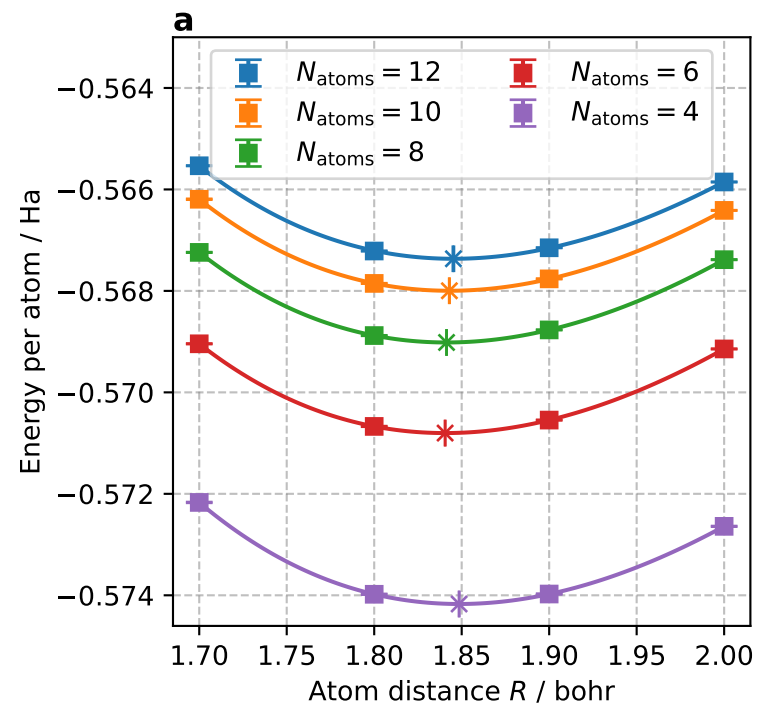 a
N_atoms = 12
N_atoms = 10
N_atoms = 8
N_atoms = 6
N_atoms = 4
Energy per atom / Ha
−0.564
−0.566
−0.568
−0.570
−0.572
−0.574
1.70 1.75 1.80 1.85 1.90 1.95 2.00
Atom distance R / bohr